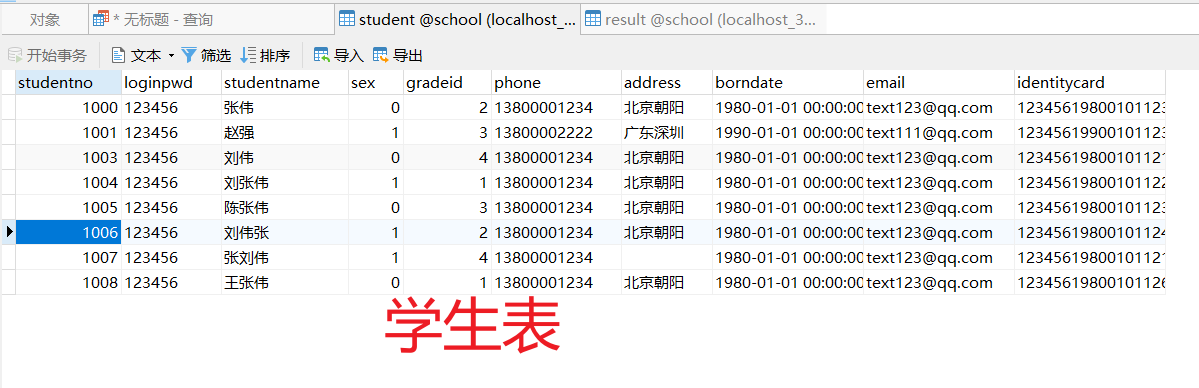 对象 * 无标题 - 查询 student @school (localhost_... result @school (localhost_3...
开始事务 文本 筛选 排序 导入 导出
studentno loginpwd studentname sex gradeid phone address borndate email identitycard
1000 123456 张伟 0 2 13800001234 北京朝阳 1980-01-01 00:00:00 text123@qq.com 12345619800101123
1001 123456 赵强 1 3 13800002222 广东深圳 1990-01-01 00:00:00 text111@qq.com 12345619900101123
1003 123456 刘伟 0 4 13800001234 北京朝阳 1980-01-01 00:00:00 text123@qq.com 12345619800101121
1004 123456 刘张伟 1 1 13800001234 北京朝阳 1980-01-01 00:00:00 text123@qq.com 12345619800101122
1005 123456 陈张伟 0 3 13800001234 北京朝阳 1980-01-01 00:00:00 text123@qq.com 12345619800101123
1006 123456 刘伟张 1 2 13800001234 北京朝阳 1980-01-01 00:00:00 text123@qq.com 12345619800101124
1007 123456 张刘伟 1 4 13800001234 1980-01-01 00:00:00 text123@qq.com 12345619800101121
1008 123456 王张伟 0 1 13800001234 北京朝阳 1980-01-01 00:00:00 text123@qq.com 12345619800101126
学生表